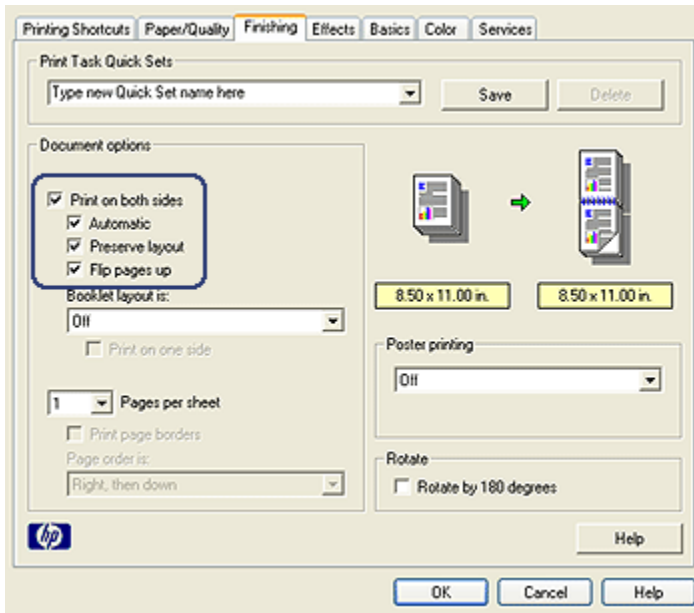 Printing Shortcuts Paper/Quality Finishing Effects Basics Color Services
Print Task Quick Sets
Type new Quick Set name here Save Delete
Document options
Print on both sides
Automatic
Preserve layout
Flip pages up
Booklet layout is:
Off
Print on one side
1 Pages per sheet
Print page borders
Page order is:
Right, then down
8.50 x 11.00 in. 8.50 x 11.00 in.
Poster printing
Off
Rotate
Rotate by 180 degrees
hp Help
OK Cancel Help